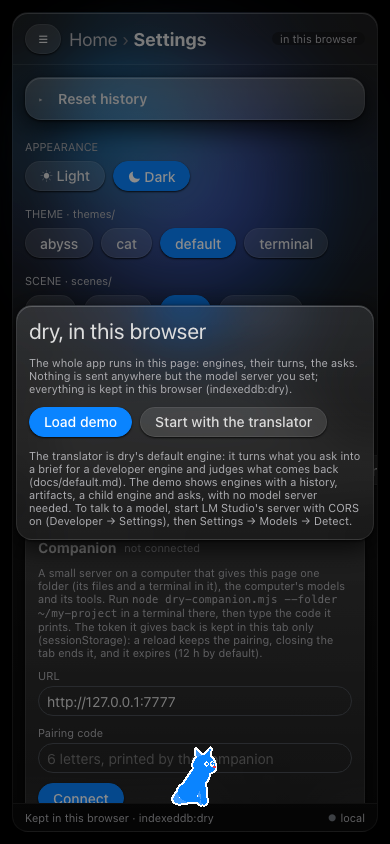 ☰ Home › Settings in this browser
Reset history
APPEARANCE
Light Dark
THEME · themes/
abyss cat default terminal
SCENE · scenes/
dry, in this browser
The whole app runs in this page: engines, their turns, the asks.
Nothing is sent anywhere but the model server you set;
everything is kept in this browser (indexeddb:dry).
Load demo Start with the translator
The translator is dry's default engine: it turns what you ask into
a brief for a developer engine and judges what comes back
(docs/default.md). The demo shows engines with a history,
artifacts, a child engine and asks, with no model server
needed. To talk to a model, start LM Studio's server with CORS
on (Developer → Settings), then Settings → Models → Detect.
Companion not connected
A small server on a computer that gives this page one
folder (its files and a terminal in it), the computer's models
and its tools. Run node dry-companion.mjs --folder
~/my-project in a terminal there, then type the code it
prints. The token it gives back is kept in this tab only
(sessionStorage): a reload keeps the pairing, closing the
tab ends it, and it expires (12 h by default).
URL
http://127.0.0.1:7777
Pairing code
6 letters, printed by the companion
Connect
Kept in this browser · indexeddb:dry local